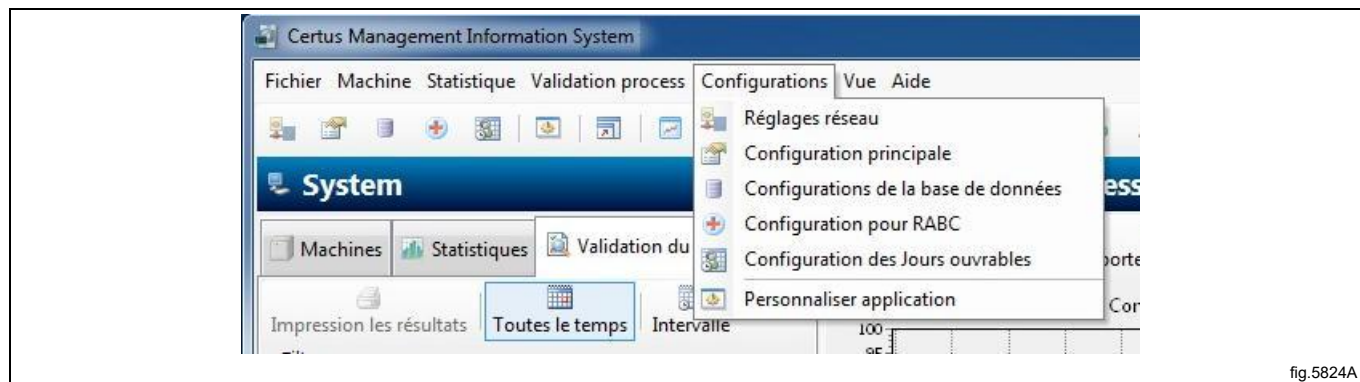 Certus Management Information System
Fichier Machine Statistique Validation process Configurations Vue Aide
Réglages réseau
Configuration principale
Configurations de la base de données
Configuration pour RABC
Configuration des Jours ouvrables
Personnaliser application
System
Machines Statistiques Validation du
Impression les résultats Toutes le temps Intervalle
100
95
fig.5824A